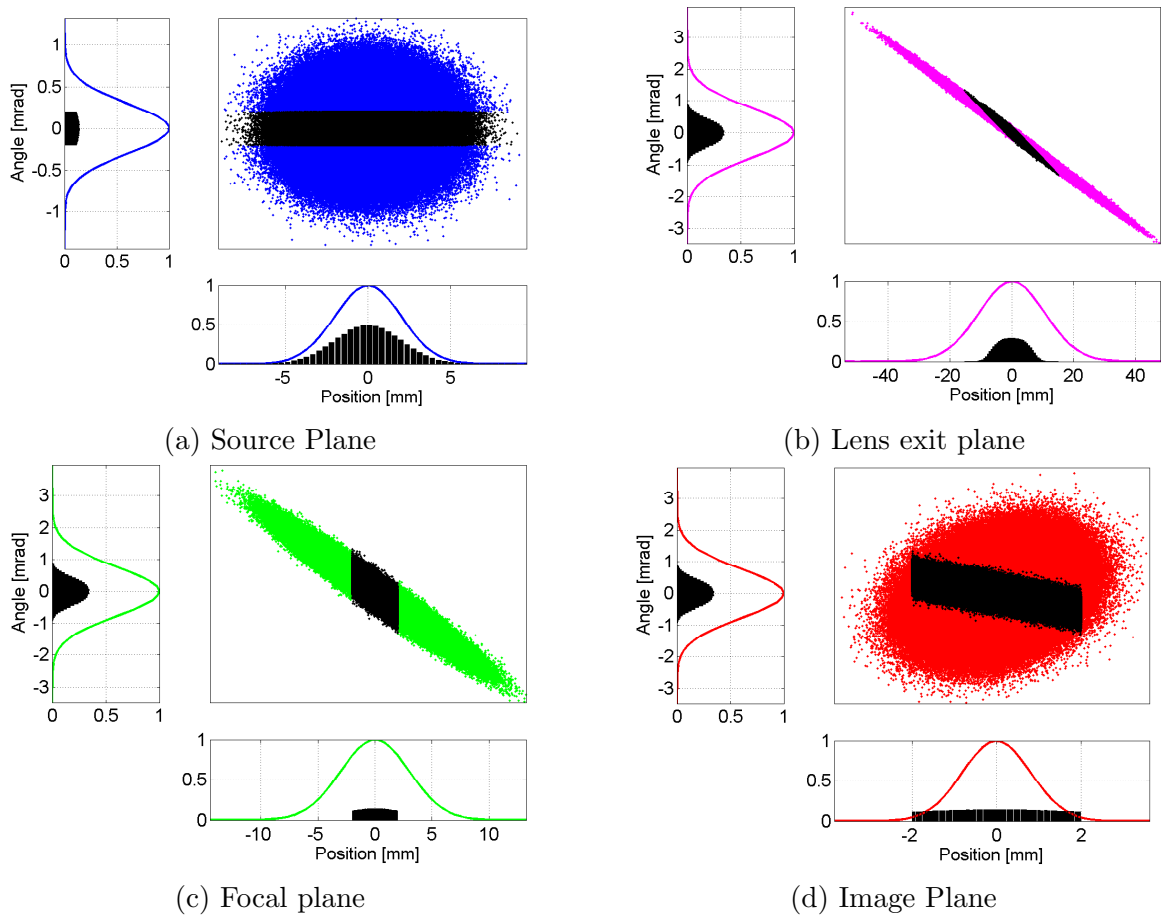 1
0.5
0
-0.5
-1
Angle [mrad]
0 0.5 1
1
0.5
0
-5 0 5
Position [mm]
(a) Source Plane
3
2
1
0
-1
-2
-3
Angle [mrad]
0 0.5 1
1
0.5
0
-40 -20 0 20 40
Position [mm]
(b) Lens exit plane
3
2
1
0
-1
-2
-3
Angle [mrad]
0 0.5 1
1
0.5
0
-10 -5 0 5 10
Position [mm]
(c) Focal plane
3
2
1
0
-1
-2
-3
Angle [mrad]
0 0.5 1
1
0.5
0
-2 0 2
Position [mm]
(d) Image Plane